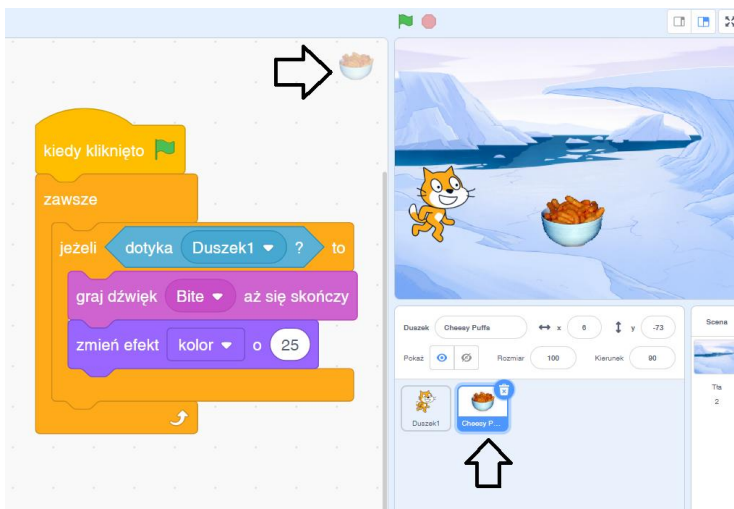 kiedy kliknięto
zawsze
jeżeli dotyka Duszek1 ? to
graj dźwięk Bite aż się skończy
zmień efekt kolor o 25
Duszek Cheesy Puffs x 6 y -73
Pokaż Rozmiar 100 Kierunek 90
Duszek1
Cheesy P...
Scena
Tła
2